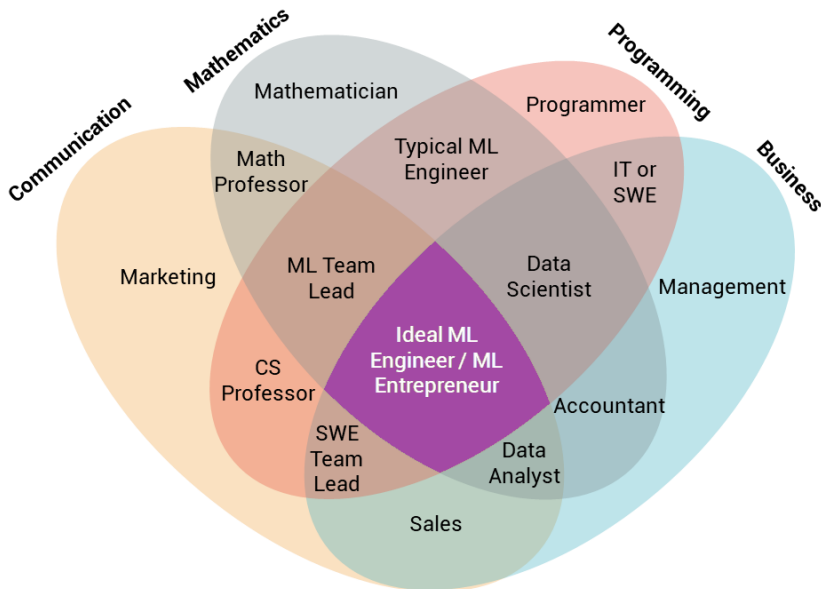 Communication
Mathematics
Programming
Business
Mathematician
Programmer
Math
Professor
Typical ML
Engineer
IT or
SWE
Marketing
ML Team
Lead
Data
Scientist
Management
Ideal ML
Engineer / ML
Entrepreneur
CS
Professor
Accountant
SWE
Team
Lead
Data
Analyst
Sales